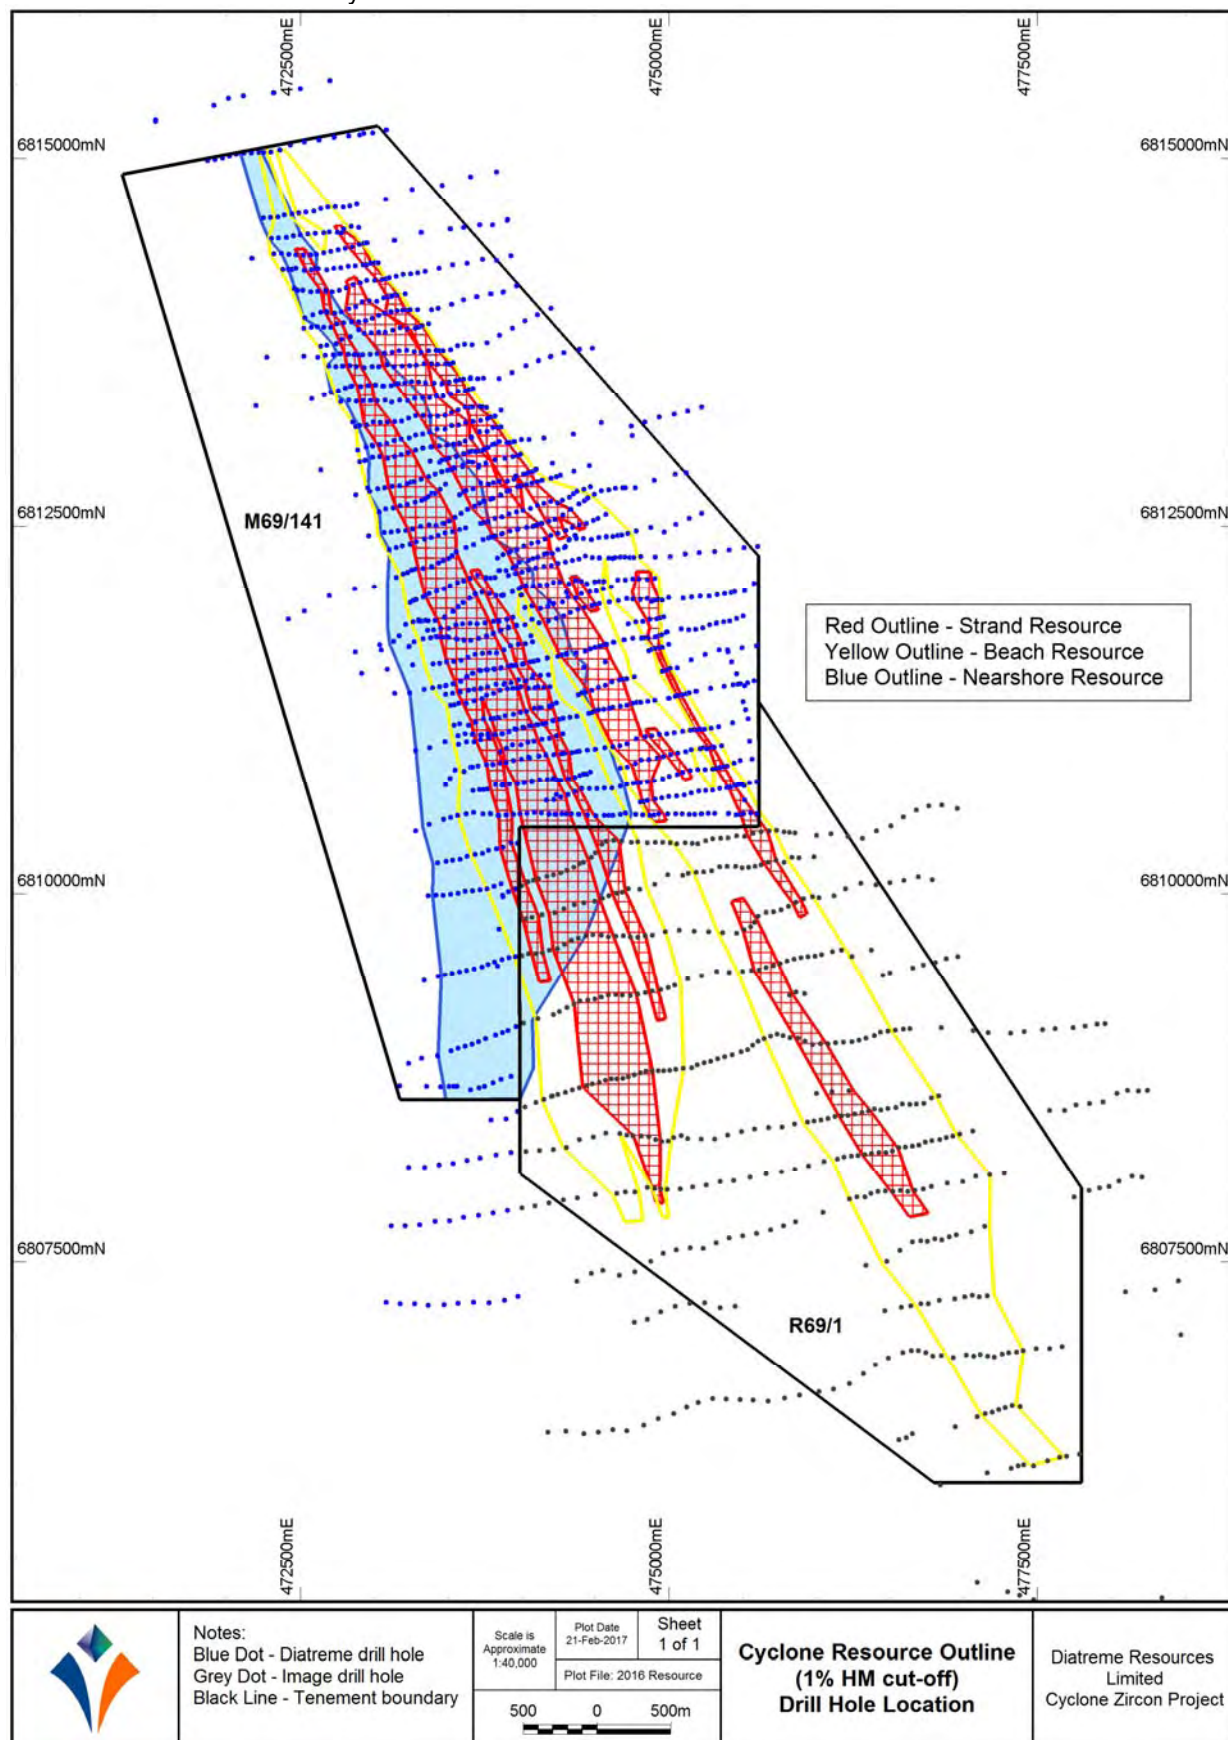 472500mE
475000mE
477500mE
6815000mN
6815000mN
M69/141
6812500mN
6812500mN
Red Outline - Strand Resource
Yellow Outline - Beach Resource
Blue Outline - Nearshore Resource
6810000mN
6810000mN
6807500mN
6807500mN
R69/1
472500mE
475000mE
477500mE
Notes:
Blue Dot - Diatreme drill hole
Grey Dot - Image drill hole
Black Line - Tenement boundary
Scale is
Approximate
1:40,000
Plot Date
21-Feb-2017
Sheet
1 of 1
Plot File: 2016 Resource
500 0 500m
Cyclone Resource Outline
(1% HM cut-off)
Drill Hole Location
Diatreme Resources
Limited
Cyclone Zircon Project